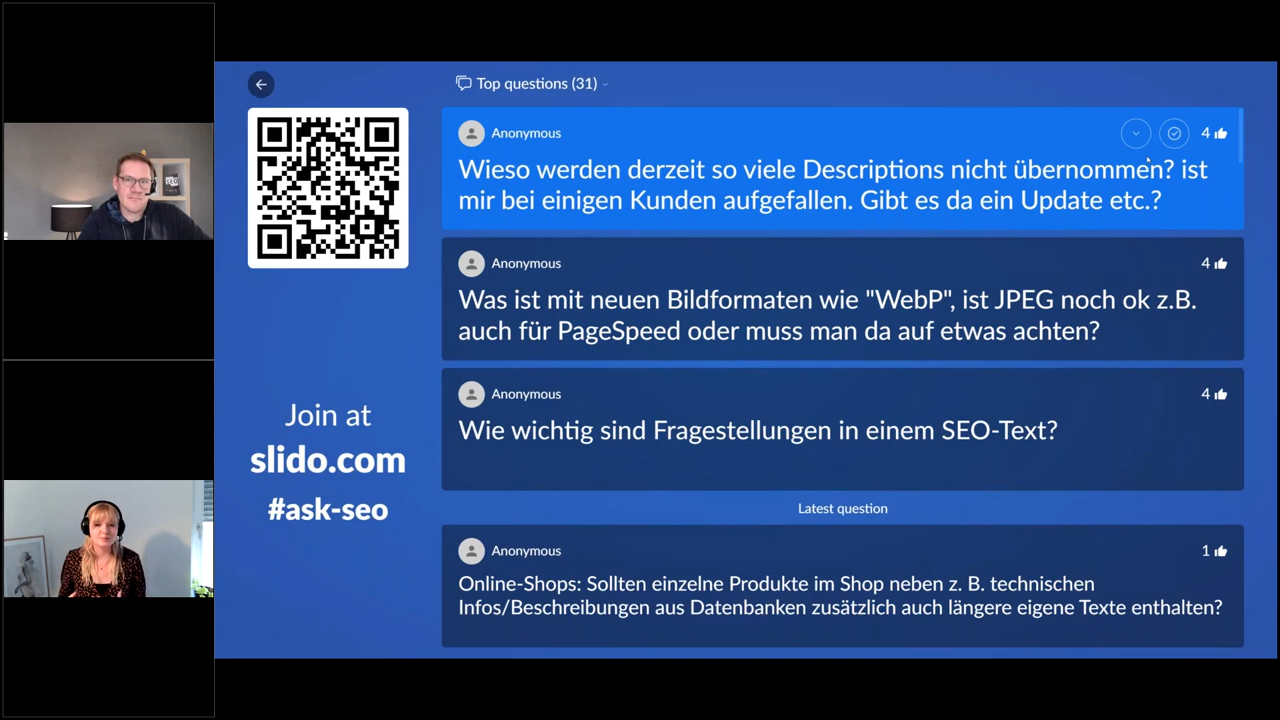 Top questions (31)
Anonymous
4
Wieso werden derzeit so viele Descriptions nicht übernommen? ist
mir bei einigen Kunden aufgefallen. Gibt es da ein Update etc.?
Anonymous
4
Was ist mit neuen Bildformaten wie "WebP", ist JPEG noch ok z.B.
auch für PageSpeed oder muss man da auf etwas achten?
Anonymous
4
Wie wichtig sind Fragestellungen in einem SEO-Text?
Latest question
Anonymous
1
Online-Shops: Sollten einzelne Produkte im Shop neben z. B. technischen
Infos/Beschreibungen aus Datenbanken zusätzlich auch längere eigene Texte enthalten?
Join at
slido.com
#ask-seo